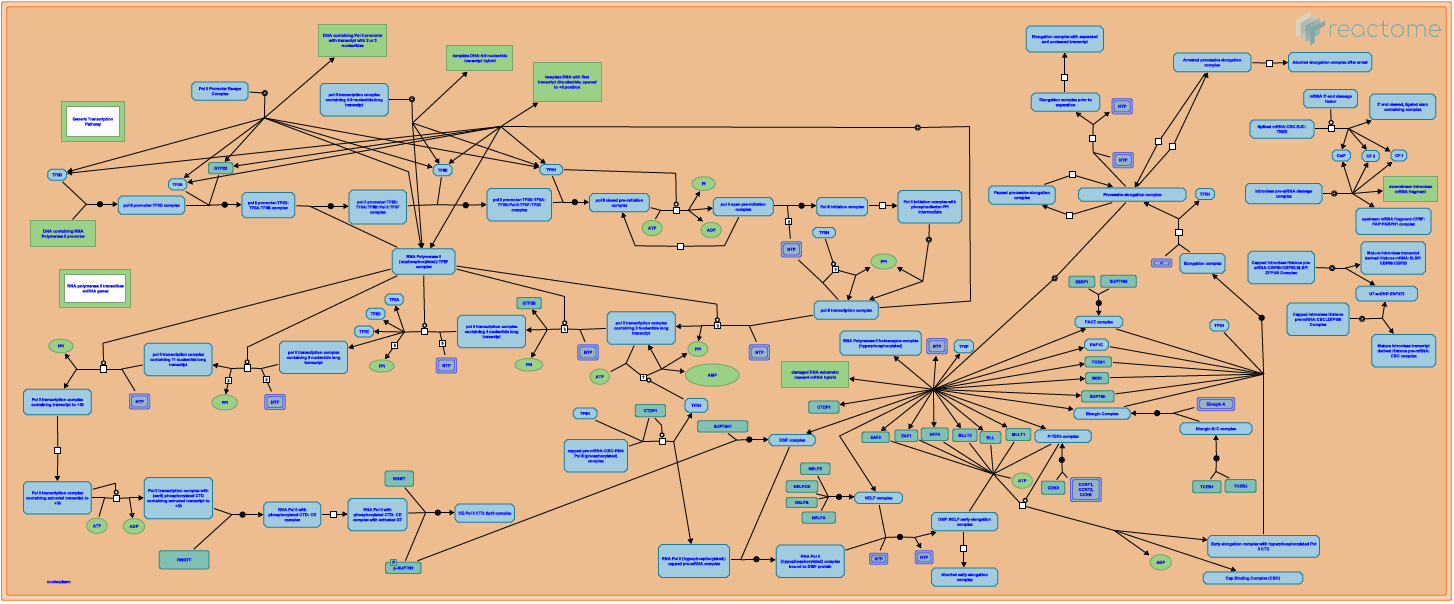 reactome
DNA containing Pol II promoter
with transcript with 2 or 3
nucleotides
template DNA:4-9 nucleotide
transcript hybrid
template DNA with first
transcript dinucleotide, opened
to +8 position
Pol II Promoter Escape
Complex
pol II transcription complex
containing 4-9 nucleotide long
transcript
Generic Transcription
Pathway
TFIID
TFIIA
GTF2B
TFIIE
TFIIH
DNA containing RNA
Polymerase II promoter
pol II promoter:TFIID complex
pol II promoter:TFIID:
TFIIA:TFIIB complex
pol II promoter:TFIID:
TFIIA:TFIIB:Pol II:TFIIF
complex
pol II promoter:TFIID:TFIIA:
TFIIB:Pol II:TFIIF:TFIIE
complex
pol II closed pre-initiation
complex
Pi
ATP
ADP
pol II open pre-initiation
complex
NTP
Pol II initiation complex
Pol II initiation complex with
phosphodiester-PPi
intermediate
TFIIH
PPi
pol II transcription complex
RNA Polymerase II
(unphosphorylated):TFIIF
complex
RNA polymerase II transcribes
snRNA genes
TFIIA
TFIID
TFIIE
PPi
NTP
pol II transcription complex
containing 4 nucleotide long
transcript
GTF2B
PPi
NTP
pol II transcription complex
containing 3 Nucleotide long
transcript
PPi
NTP
ATP
AMP
TFIIH
PPi
pol II transcription complex
containing 11 nucleotide long
transcript
pol II transcription complex
containing 9 nucleotide long
transcript
PPi
NTP
NTP
Pol II transcription complex
containing transcript to +30
Pol II transcription complex
containing extruded transcript to
+30
ATP
ADP
Pol II transcription complex with
(ser5) phosphorylated CTD
containing extruded transcript to
+30
RNGTT
RNA Pol II with
phosphorylated CTD: CE
complex
RNA Pol II with
phosphorylated CTD: CE
complex with activated GT
RNMT
p-SUPT5H
CE:Pol II CTD:Spt5 complex
TFIIH
CTDP1
capped pre-mRNA:CBC:RNA
Pol II (phosphorylated)
complex
SUPT4H1
DSIF complex
RNA Pol II (hypophosphorylated):
capped pre-mRNA complex
RNA Pol II
(hypophosphorylated) complex
bound to DSIF protein
NELFE
NELFCD
NELFB
NELFA
NELF complex
NTP
NTP
DSIF:NELF:early elongation
complex
Aborted early elongation
complex
RNA Polymerase II holoenzyme complex
(hyperphosphorylated)
NTP
TFIIF
damaged DNA substrate:
nascent mRNA hybrid
CTDP1
EAF2
EAF1
AFF4
MLLT3
ELL
MLLT1
P-TEFb complex
CDK9
CCNT1,
CCNT2,
CCNK
ATP
ADP
Early elongation complex with hyperphosphorylated Pol
II CTD
Cap Binding Complex (CBC)
SSRP1
SUPT16H
FACT complex
PAF1C
TCEA1
IWS1
SUPT6H
Elongin Complex
Elongin A
Elongin B:C complex
TCEB1
TCEB2
TFIIH
Elongation complex with separated
and uncleaved transcript
Elongation complex prior to
separation
NTP
NTP
Paused processive elongation
complex
Processive elongation complex
TFIIH
Elongation complex
Arrested processive elongation
complex
Aborted elongation complex after arrest
mRNA 3'-end cleavage
factor
3' end cleaved, ligated exon
containing complex
Spliced mRNA:CBC:EJC:
TREX
CstF
CF II
CF I
Intronless pre-mRNA cleavage
complex
downstream intronless
mRNA fragment
upstream mRNA fragment:CPSF:
PAP:PABPN1 complex
Capped intronless Histone pre-
mRNA:CBP80:CBP20:SLBP:
ZFP100 Complex
Mature intronless transcript
derived Histone mRNA:SLBP:
CBP80:CBP20
U7 snRNP:ZNF473
Capped Intronless Histone
pre-mRNA:CBC:ZFP100
Complex
Mature intronless transcript
derived Histone pre-mRNA:
CBC complex
nucleoplasm